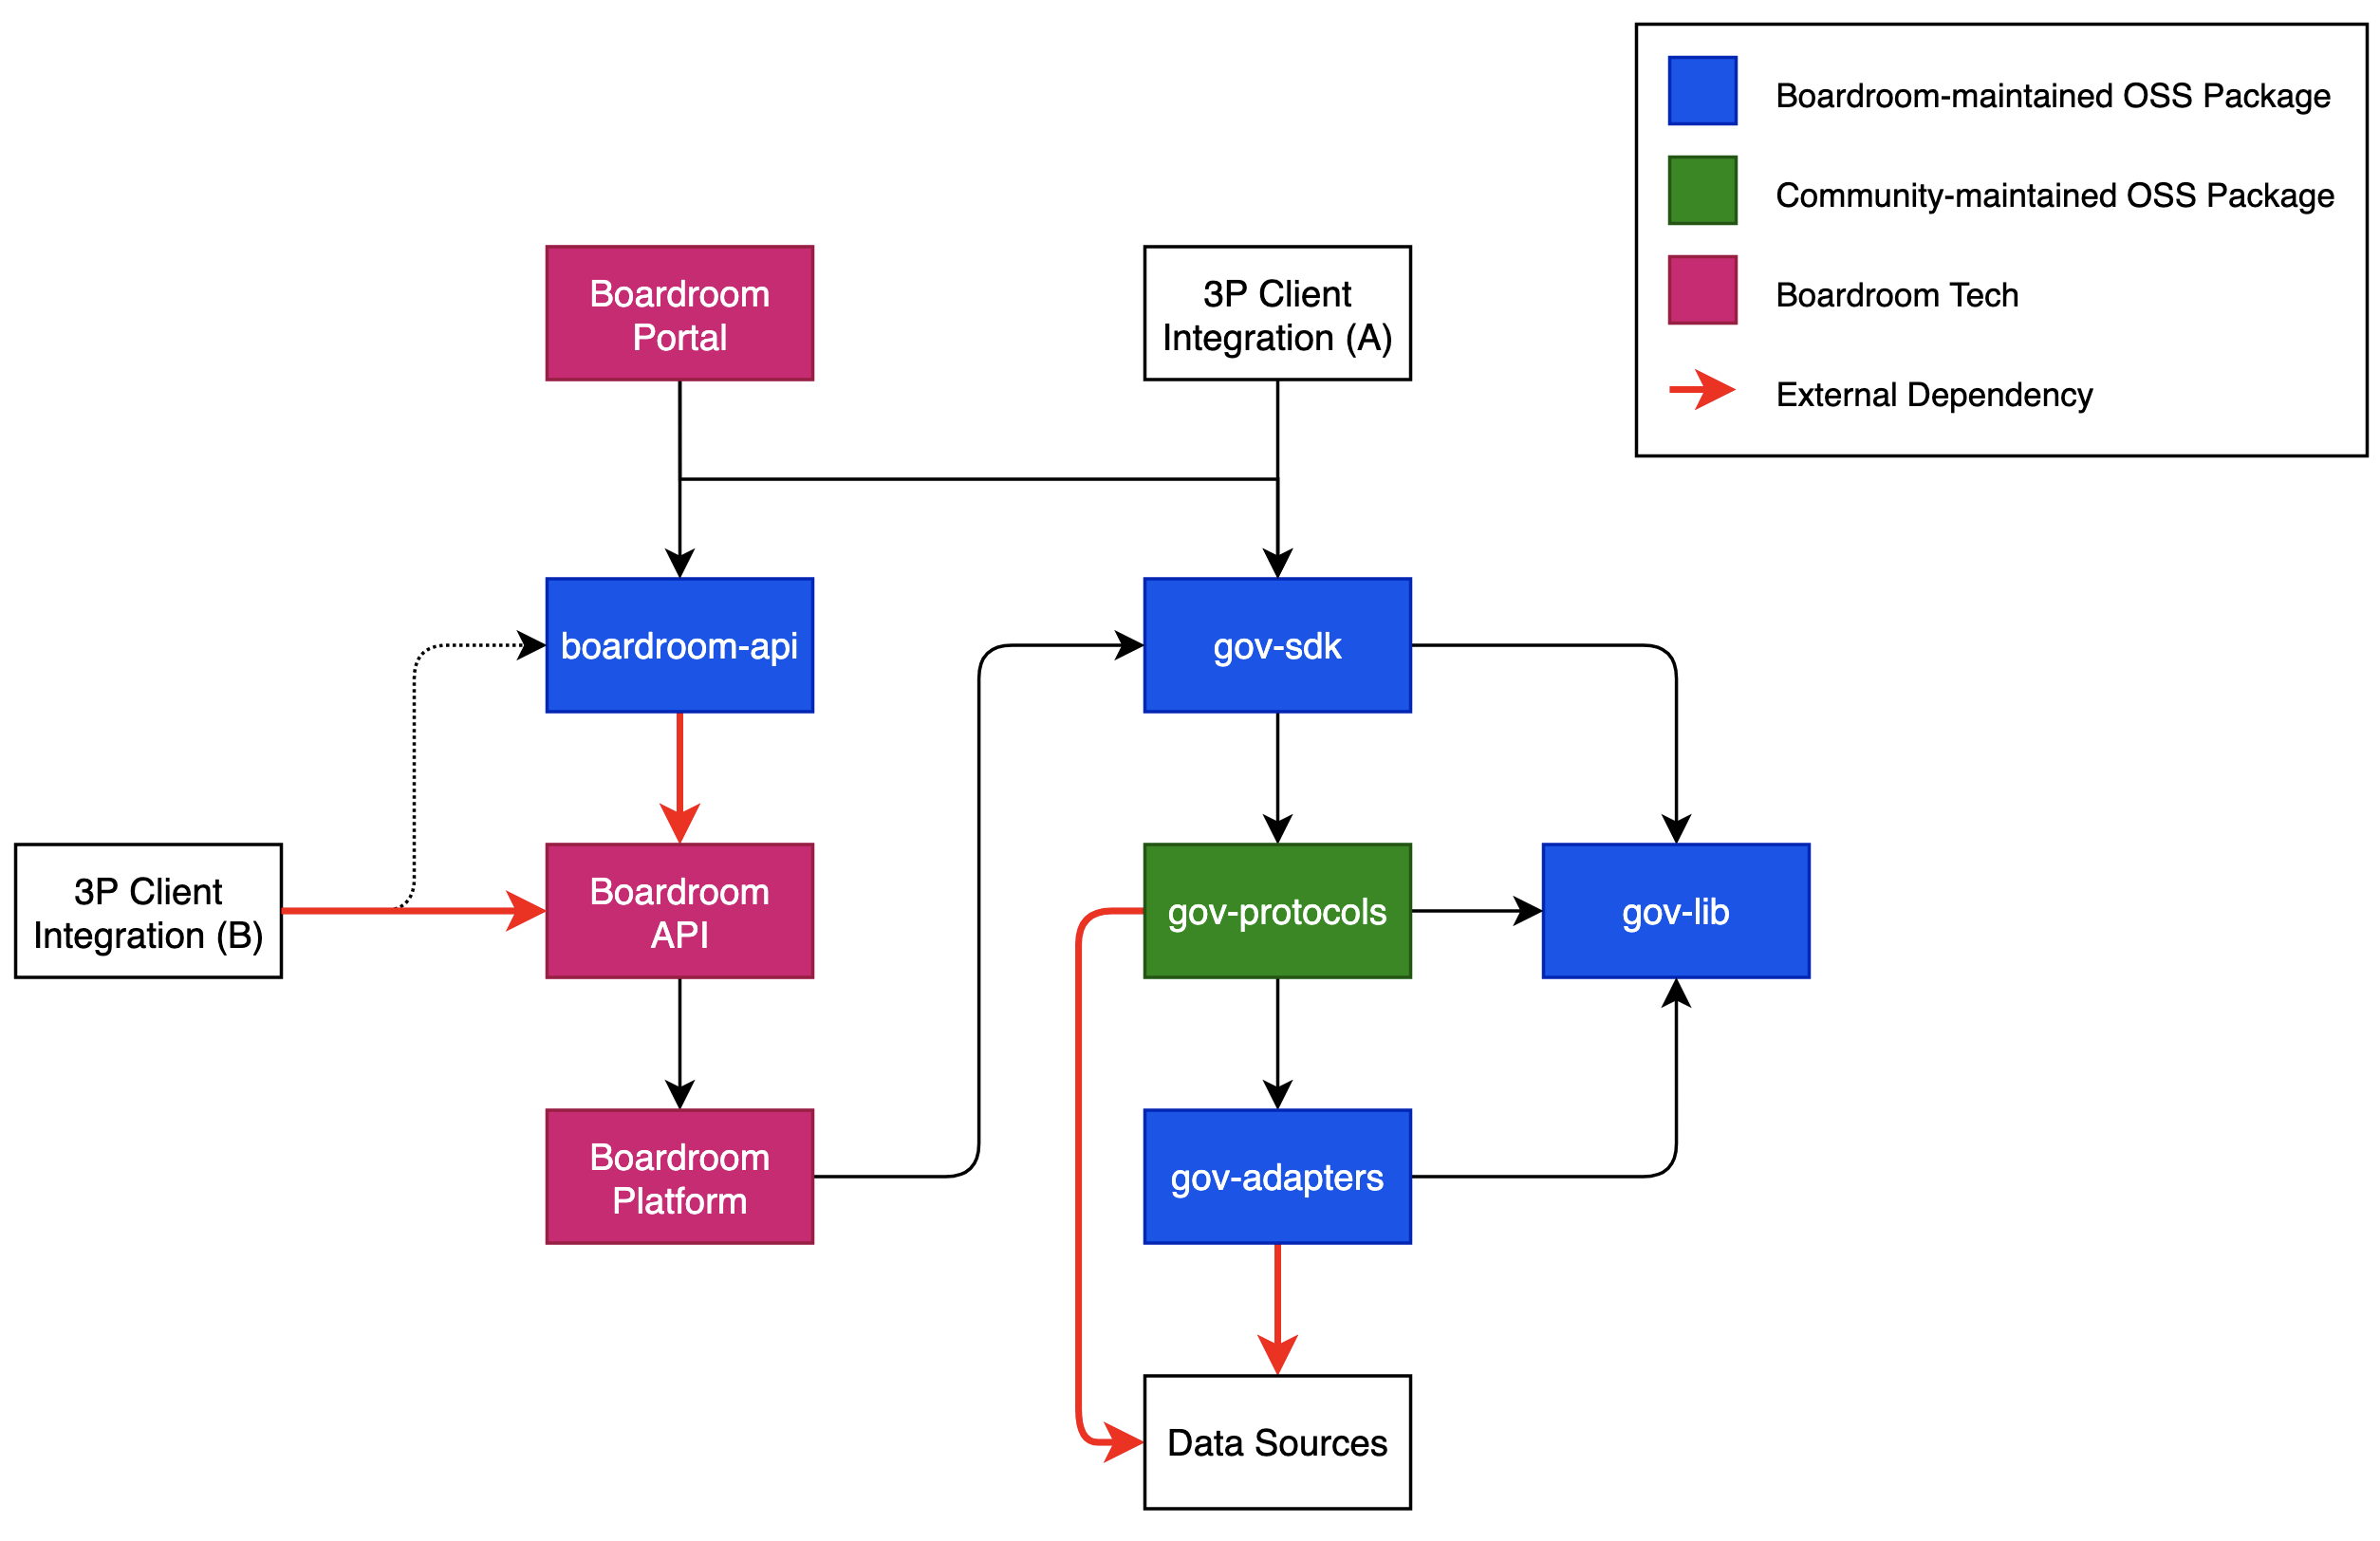 Boardroom-maintained OSS Package
Community-maintained OSS Package
Boardroom Tech
External Dependency
Boardroom
Portal
3P Client
Integration (A)
boardroom-api
gov-sdk
3P Client
Integration (B)
Boardroom
API
gov-protocols
gov-lib
Boardroom
Platform
gov-adapters
Data Sources